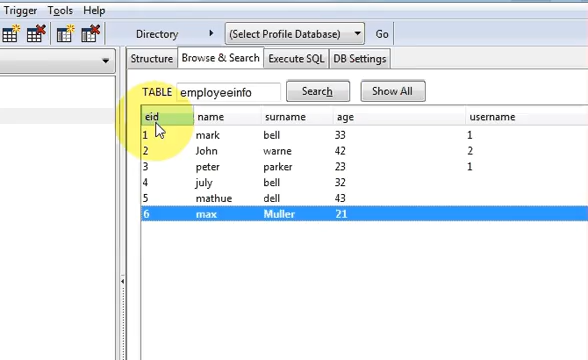 Trigger Tools Help
Directory (Select Profile Database) Go
Structure Browse & Search Execute SQL DB Settings
TABLE employeeinfo Search Show All
eid name surname age username
1 mark bell 33 1
2 John warne 42 2
3 peter parker 23 1
4 july bell 32
5 mathue dell 43
6 max Muller 21